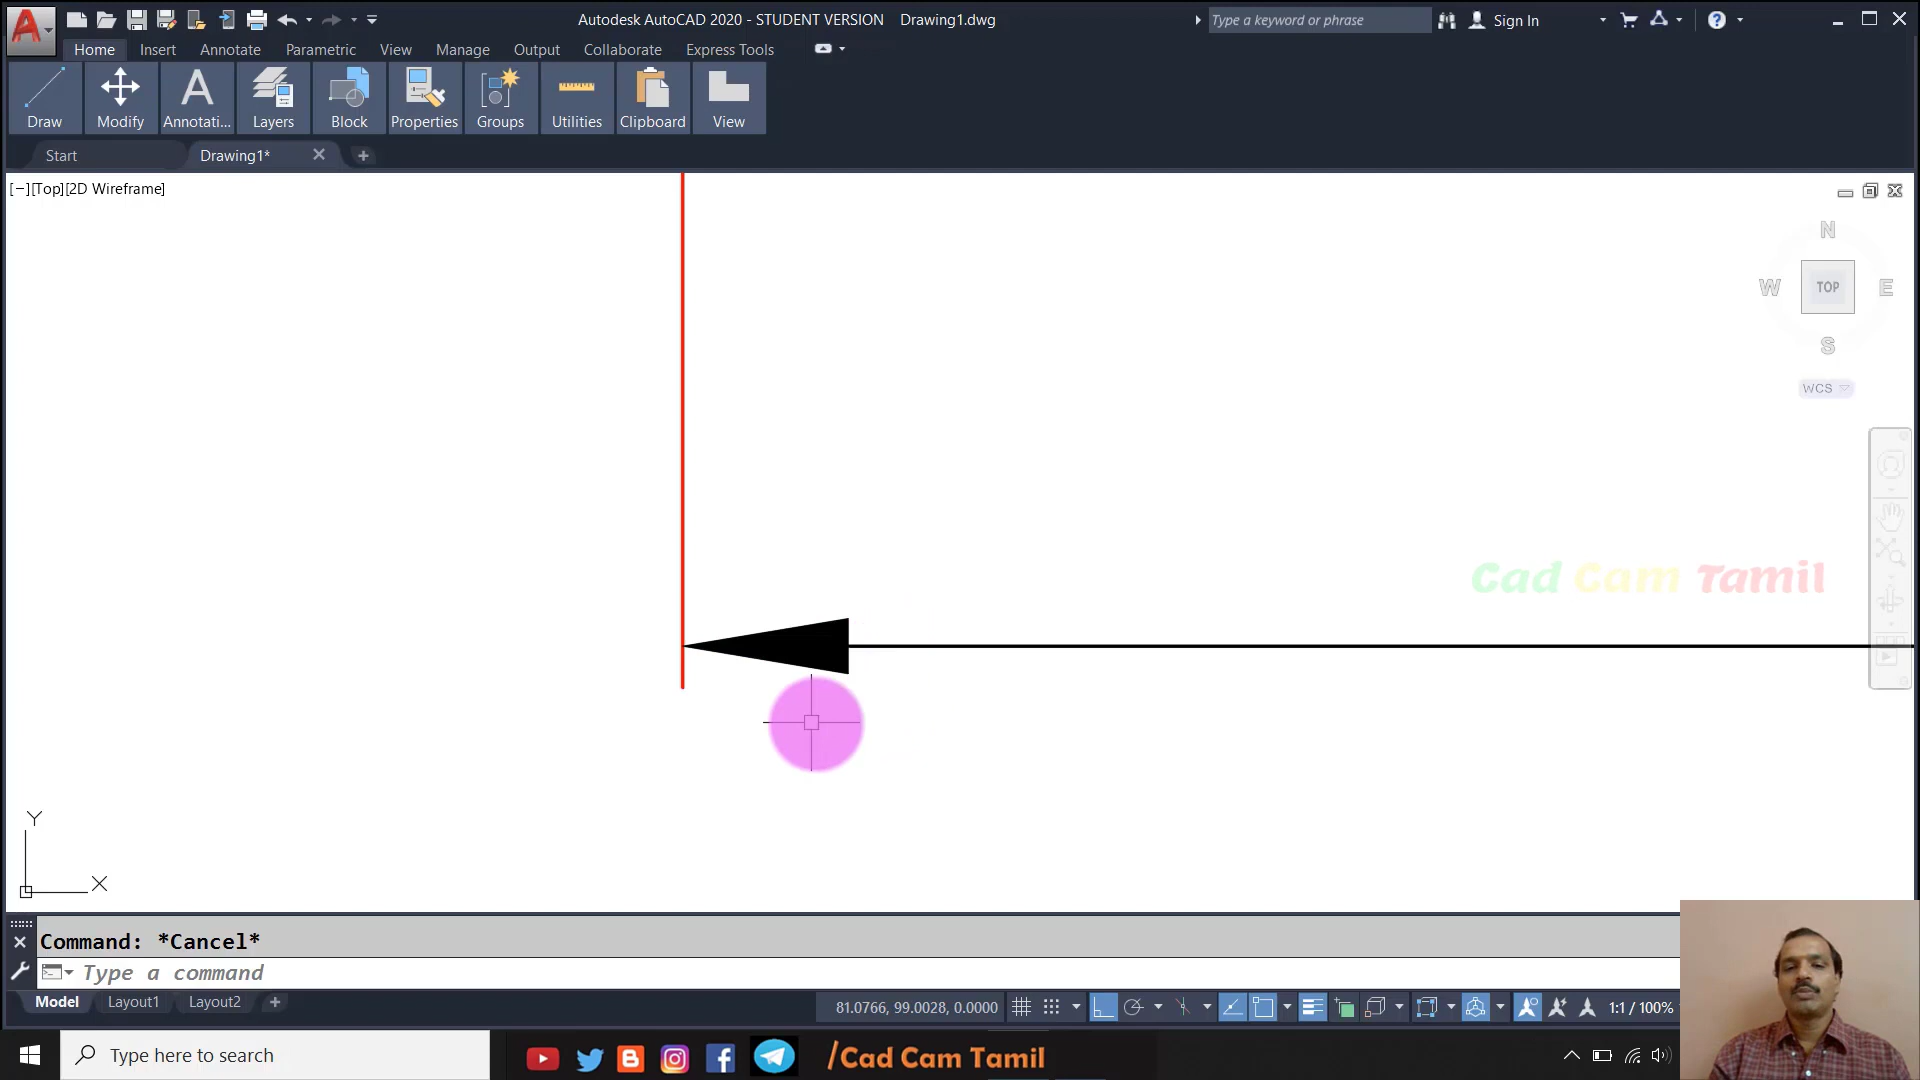 Autodesk AutoCAD 2020 - STUDENT VERSION Drawing1.dwg
Type a keyword or phrase
Sign In
Home Insert Annotate Parametric View Manage Output Collaborate Express Tools
Draw Modify Annotati... Layers Block Properties Groups Utilities Clipboard View
Start Drawing1*
[−][Top][2D Wireframe]
N
W TOP E
S
WCS
Cad Cam Tamil
Y
X
Command: *Cancel*
Type a command
Model Layout1 Layout2
81.0766, 99.0028, 0.0000
1:1 / 100%
Type here to search
/Cad Cam Tamil